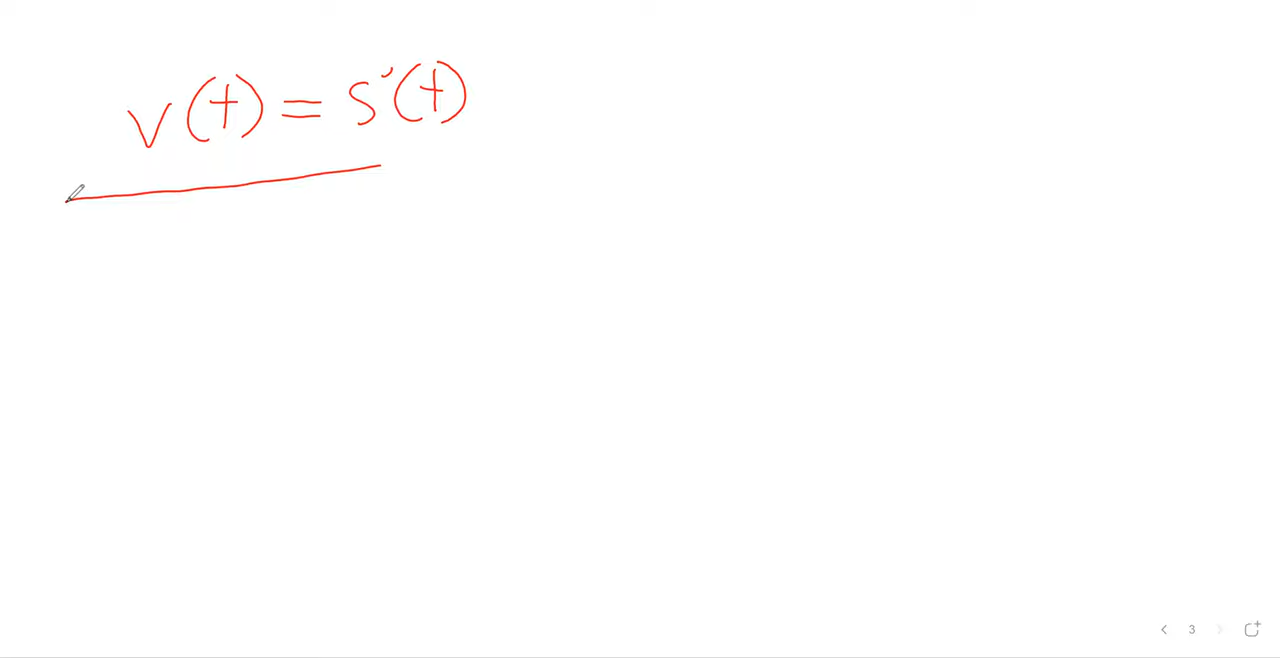 v(t) = s'(t)
3